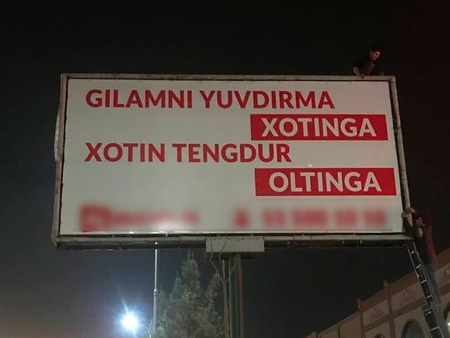 GILAMNI YUVDIRMA
XOTINGA
XOTIN TENGDUR
OLTINGA